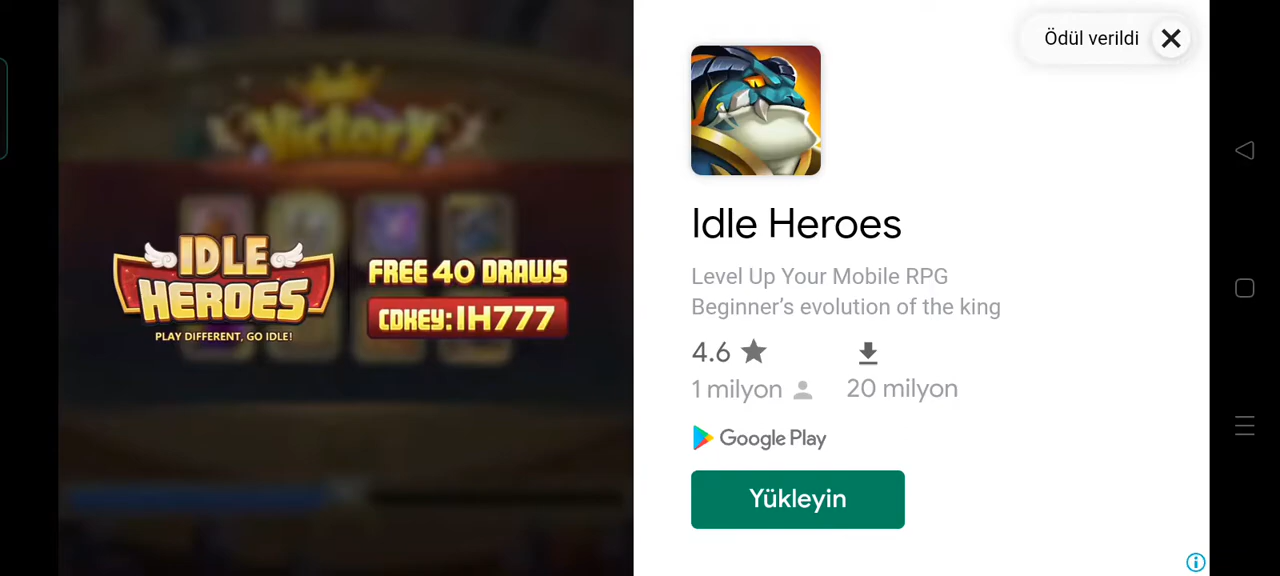 Victory
IDLE
HEROES
PLAY DIFFERENT, GO IDLE!
FREE 40 DRAWS
CDKEY:IH777
Ödül verildi
Idle Heroes
Level Up Your Mobile RPG
Beginner’s evolution of the king
4.6
1 milyon
20 milyon
Google Play
Yükleyin